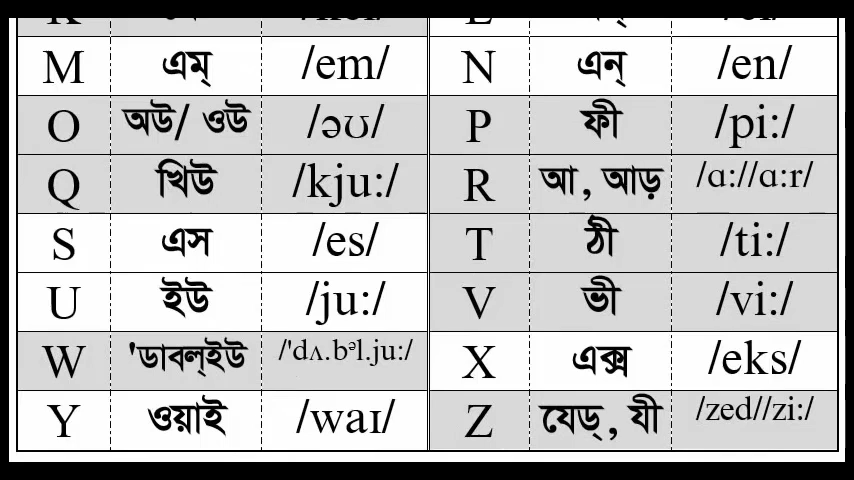 M এম্ /em/ N এন্ /en/
O অউ/ ওউ /əʊ/ P ফী /pi:/
Q খিউ /kju:/ R আ, আড় /ɑ://ɑ:r/
S এস /es/ T ঠী /ti:/
U ইউ /ju:/ V ভী /vi:/
W 'ডাবল্ইউ /'dʌ.bᵊl.ju:/ X এক্স /eks/
Y ওয়াই /waɪ/ Z যেড্, যী /zed//zi:/